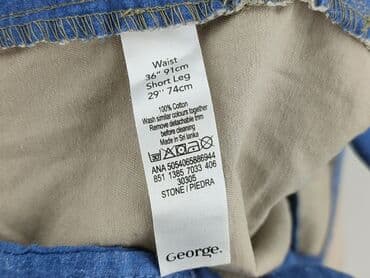 Waist
36" 91cm
Short Leg
29" 74cm
100% Cotton
Wash similar colours together
Remove detachable trim
before cleaning
Made in Sri lanka
ANA 5054065886944
851 1385 7033 406
30305
STONE / PIEDRA
George.